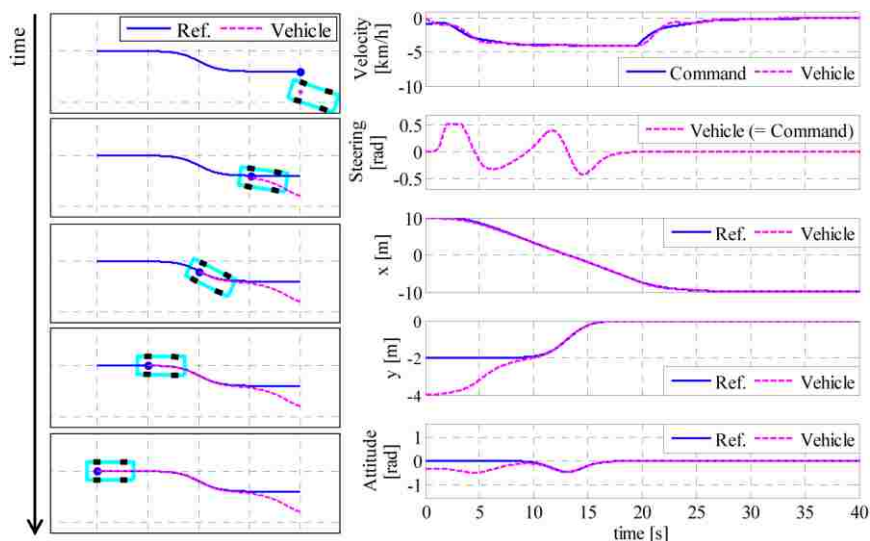 time
Ref. Vehicle
Velocity
[km/h]
0
-5
-10
Command Vehicle
Steering
[rad]
0.5
0
-0.5
Vehicle (= Command)
x [m]
10
0
-10
Ref. Vehicle
y [m]
0
-2
-4
Ref. Vehicle
Attitude
[rad]
1
0
-1
Ref. Vehicle
0 5 10 15 20 25 30 35 40
time [s]